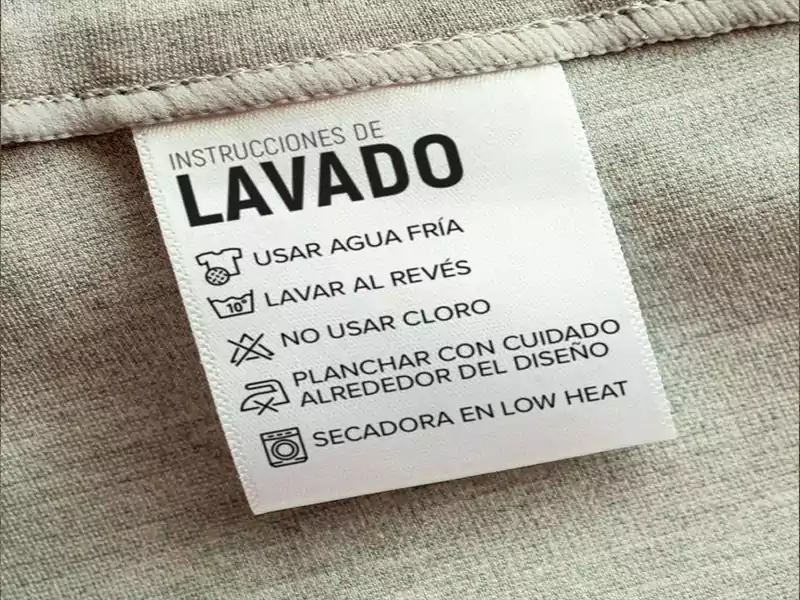 INSTRUCCIONES DE
LAVADO
USAR AGUA FRÍA
10°
LAVAR AL REVÉS
NO USAR CLORO
PLANCHAR CON CUIDADO
ALREDEDOR DEL DISEÑO
SECADORA EN LOW HEAT